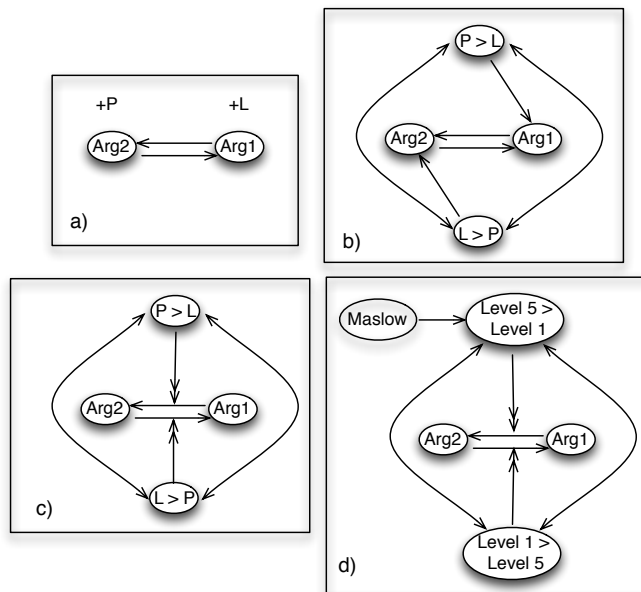 +P +L
Arg2 Arg1
a)
P > L
Arg2 Arg1
L > P
b)
P > L
Arg2 Arg1
L > P
c)
Maslow
Level 5 >
Level 1
Arg2 Arg1
Level 1 >
Level 5
d)